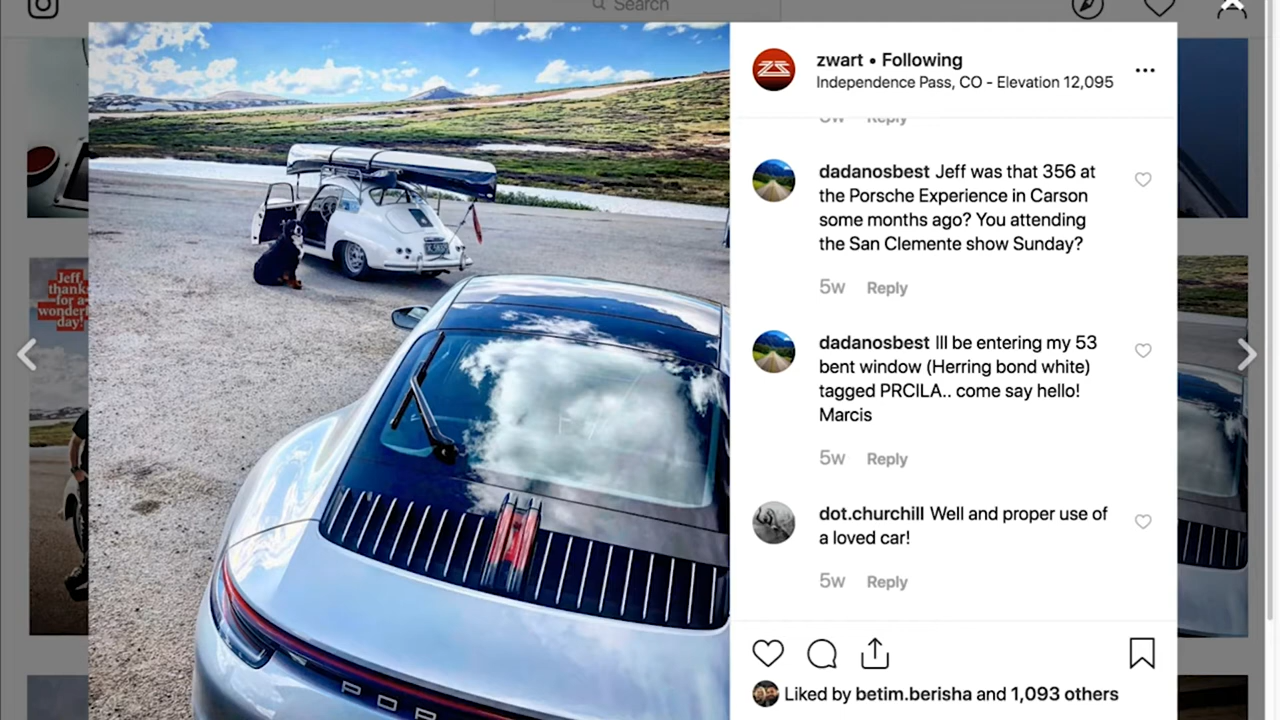 Search
zwart • Following
Independence Pass, CO - Elevation 12,095
Reply
dadanosbest Jeff was that 356 at
the Porsche Experience in Carson
some months ago? You attending
the San Clemente show Sunday?
5w Reply
dadanosbest Ill be entering my 53
bent window (Herring bond white)
tagged PRCILA.. come say hello!
Marcis
5w Reply
dot.churchill Well and proper use of
a loved car!
5w Reply
Liked by betim.berisha and 1,093 others
Jeff,
thank
for a
wonderf
day!
POR